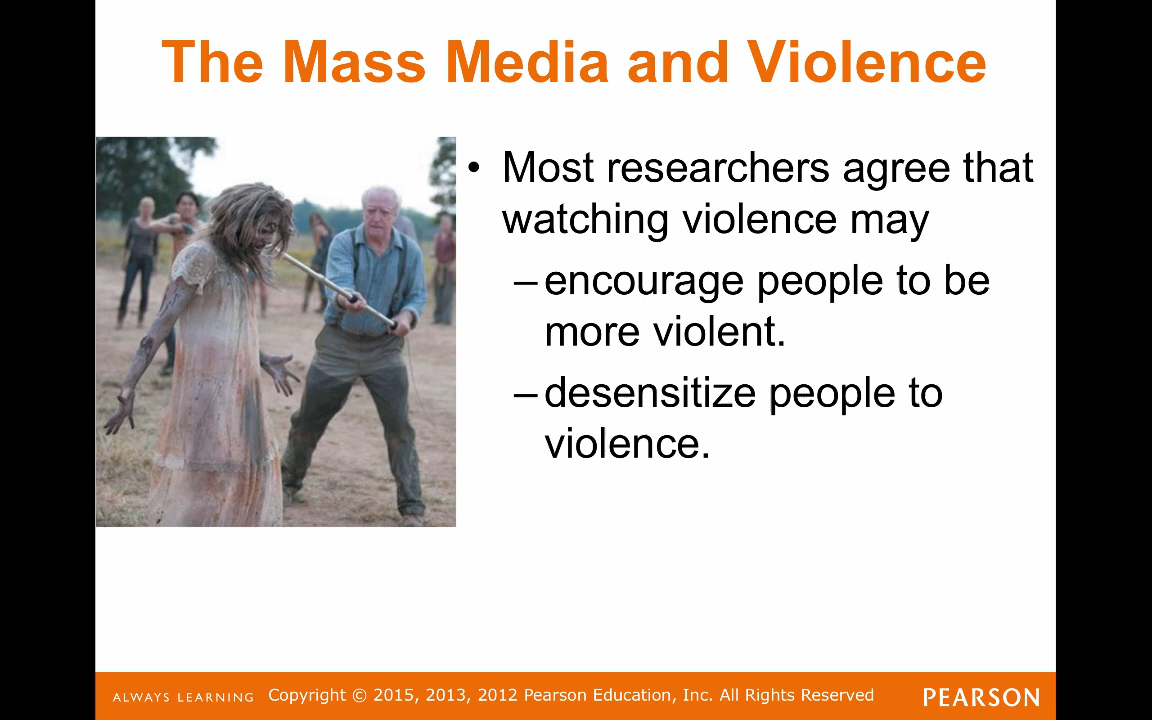 The Mass Media and Violence
• Most researchers agree that
watching violence may
– encourage people to be
more violent.
– desensitize people to
violence.
ALWAYS LEARNING Copyright © 2015, 2013, 2012 Pearson Education, Inc. All Rights Reserved PEARSON